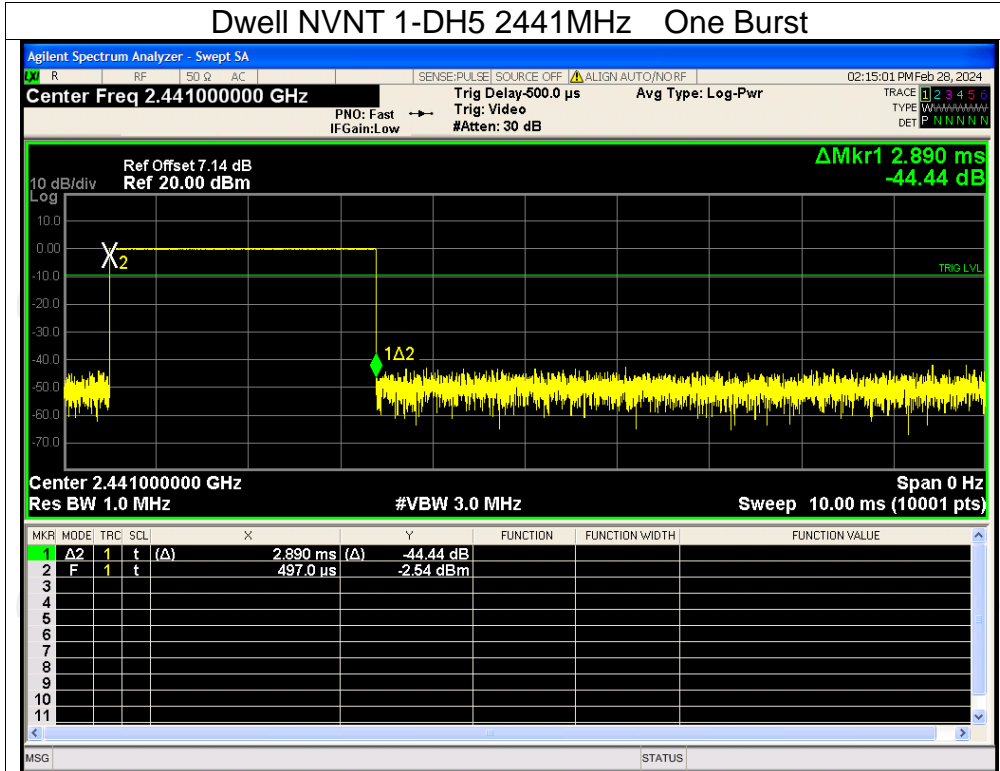 Dwell NVNT 1-DH5 2441MHz One Burst
Agilent Spectrum Analyzer - Swept SA
LXI R RF 50 Ω AC SENSE:PULSE SOURCE OFF ALIGN AUTO/NO RF 02:15:01 PM Feb 28, 2024
Center Freq 2.441000000 GHz Trig Delay-500.0 µs Avg Type: Log-Pwr TRACE 1 2 3 4 5 6
PNO: Fast Trig: Video TYPE WWWWWW
IFGain:Low #Atten: 30 dB DET P N N N N N
ΔMkr1 2.890 ms
-44.44 dB
Ref Offset 7.14 dB
10 dB/div Ref 20.00 dBm
Log
10.0
0.00
2
-10.0
TRIG LVL
-20.0
-30.0
-40.0
1Δ2
-50.0
-60.0
-70.0
Center 2.441000000 GHz Span 0 Hz
Res BW 1.0 MHz #VBW 3.0 MHz Sweep 10.00 ms (10001 pts)
MKR MODE TRC SCL X Y FUNCTION FUNCTION WIDTH FUNCTION VALUE
1 Δ2 1 t (Δ) 2.890 ms (Δ) -44.44 dB
2 F 1 t 497.0 µs -2.54 dBm
3
4
5
6
7
8
9
10
11
MSG STATUS